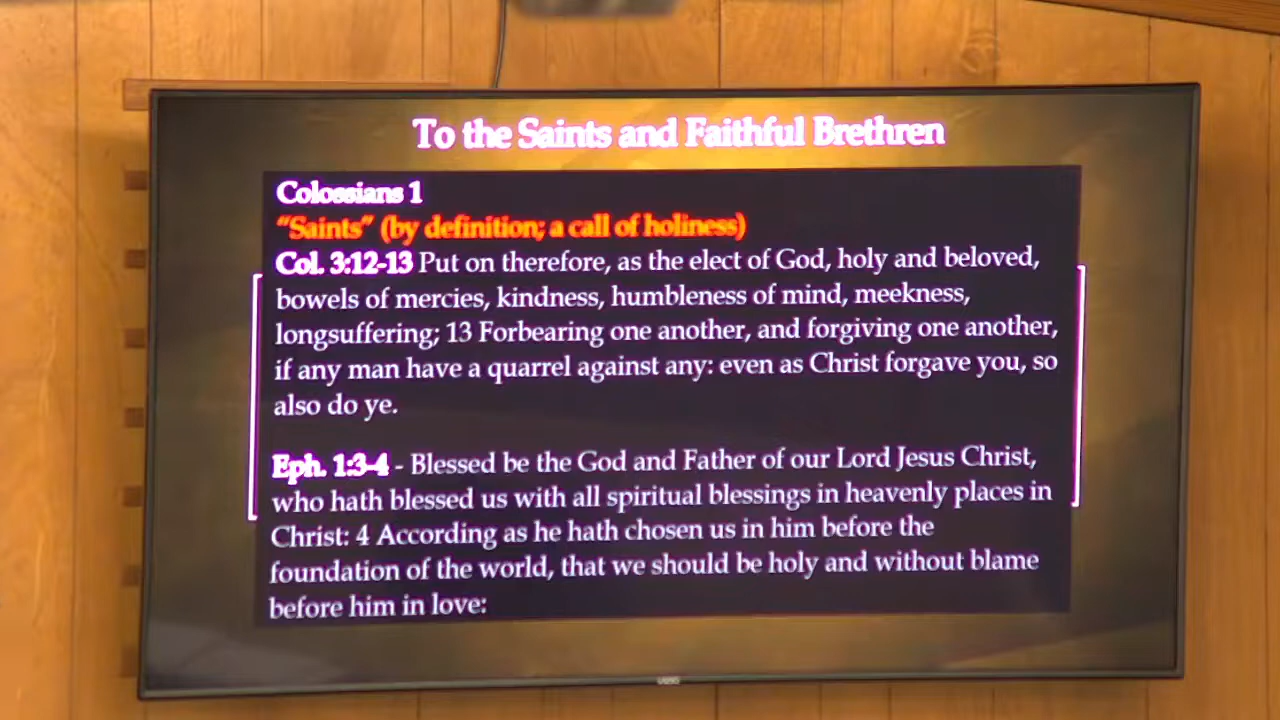 To the Saints and Faithful Brethren
Colossians 1
“Saints” (by definition; a call of holiness)
Col. 3:12-13 Put on therefore, as the elect of God, holy and beloved,
bowels of mercies, kindness, humbleness of mind, meekness,
longsuffering; 13 Forbearing one another, and forgiving one another,
if any man have a quarrel against any: even as Christ forgave you, so
also do ye.
Eph. 1:3-4 - Blessed be the God and Father of our Lord Jesus Christ,
who hath blessed us with all spiritual blessings in heavenly places in
Christ: 4 According as he hath chosen us in him before the
foundation of the world, that we should be holy and without blame
before him in love:
VIZIO